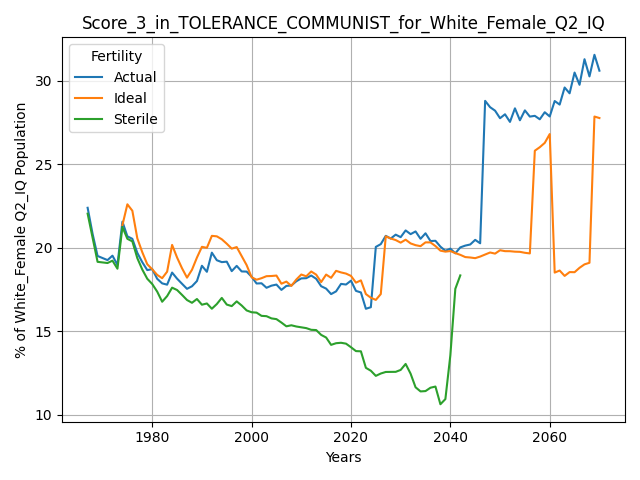 Score_3_in_TOLERANCE_COMMUNIST_for_White_Female_Q2_IQ
Fertility
Actual
Ideal
Sterile
% of White_Female Q2_IQ Population
30
25
20
15
10
1980
2000
2020
2040
2060
Years